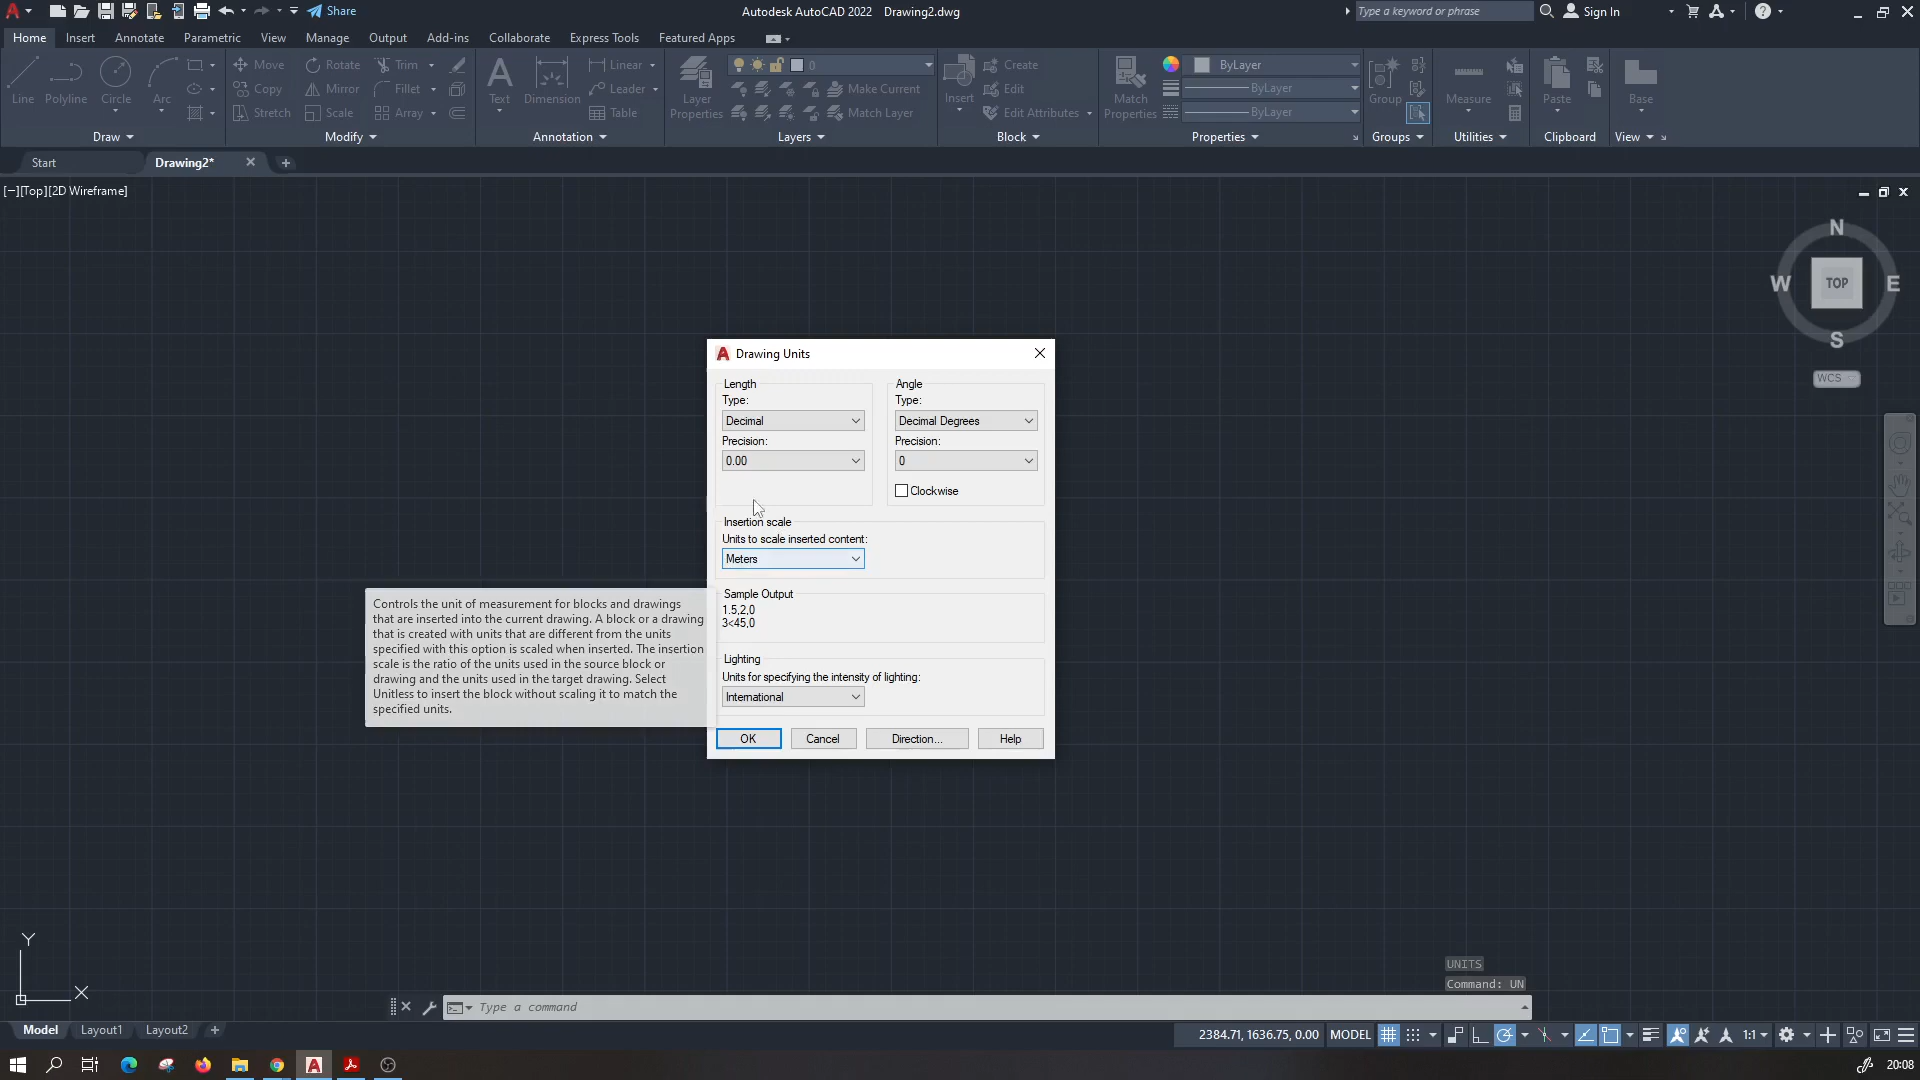 Share
Autodesk AutoCAD 2022 Drawing2.dwg
Type a keyword or phrase
Sign In
Home Insert Annotate Parametric View Manage Output Add-ins Collaborate Express Tools Featured Apps
Line Polyline Circle Arc
Draw
Move Rotate Trim
Copy Mirror Fillet
Stretch Scale Array
Modify
Text Dimension
Linear
Leader
Table
Annotation
Layer Properties
0
Make Current
Match Layer
Layers
Insert
Create
Edit
Edit Attributes
Block
Match Properties
ByLayer
ByLayer
ByLayer
Properties
Group
Groups
Measure
Utilities
Paste
Clipboard
Base
View
Start Drawing2*
[−][Top][2D Wireframe]
N
W TOP E
S
WCS
Drawing Units
Length
Type:
Decimal
Precision:
0.00
Angle
Type:
Decimal Degrees
Precision:
0
Clockwise
Insertion scale
Units to scale inserted content:
Meters
Sample Output
1.5,2,0
3<45,0
Lighting
Units for specifying the intensity of lighting:
International
OK Cancel Direction... Help
Controls the unit of measurement for blocks and drawings
that are inserted into the current drawing. A block or a drawing
that is created with units that are different from the units
specified with this option is scaled when inserted. The insertion
scale is the ratio of the units used in the source block or
drawing and the units used in the target drawing. Select
Unitless to insert the block without scaling it to match the
specified units.
Y
X
UNITS
Command: UN
Type a command
Model Layout1 Layout2
2384.71, 1636.75, 0.00 MODEL 1:1
20:08